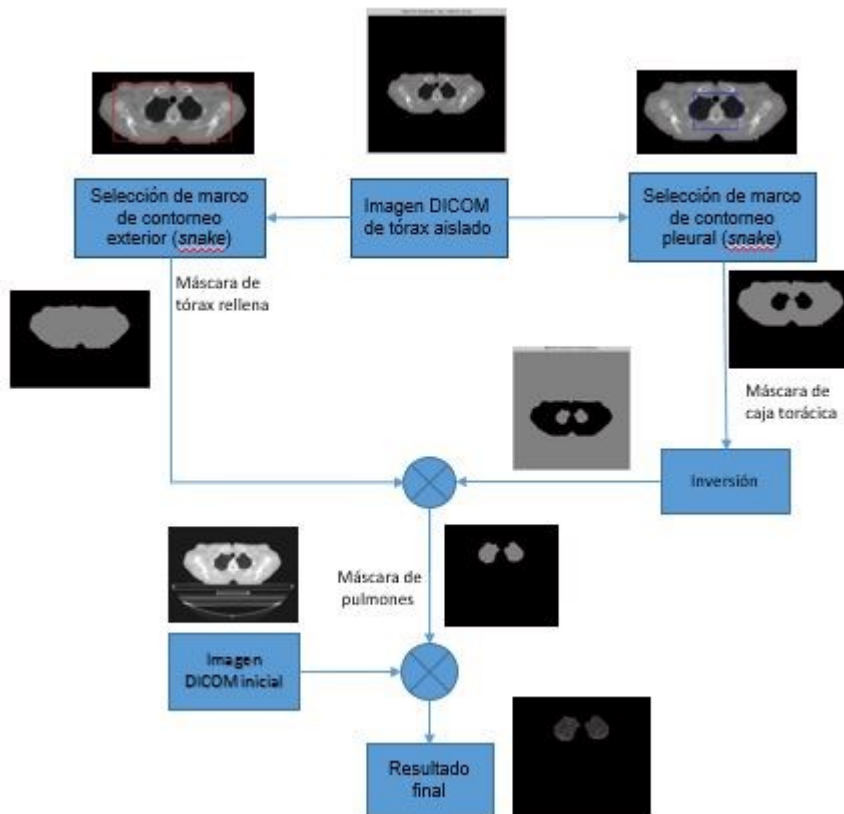 Selección de marco
de contorneo
exterior (snake)
Imagen DICOM
de tórax aislado
Selección de marco
de contorneo
pleural (snake)
Máscara de
tórax rellena
Máscara de
caja torácica
Inversión
Máscara de
pulmones
Imagen
DICOM inicial
Resultado
final